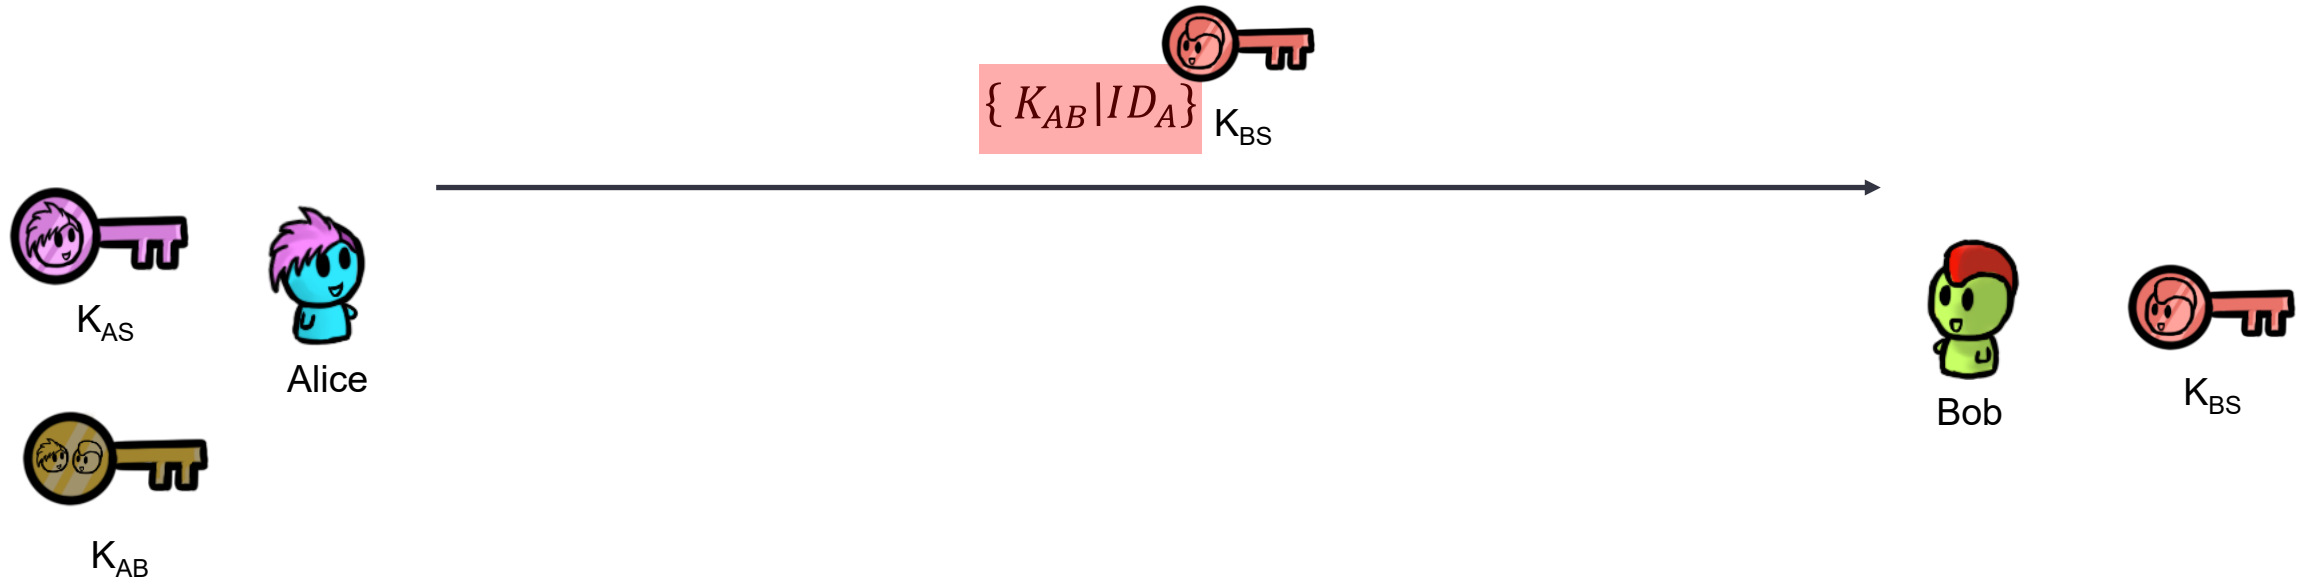 { K_AB|ID_A}
K_BS
K_AS
Alice
Bob
K_BS
K_AB